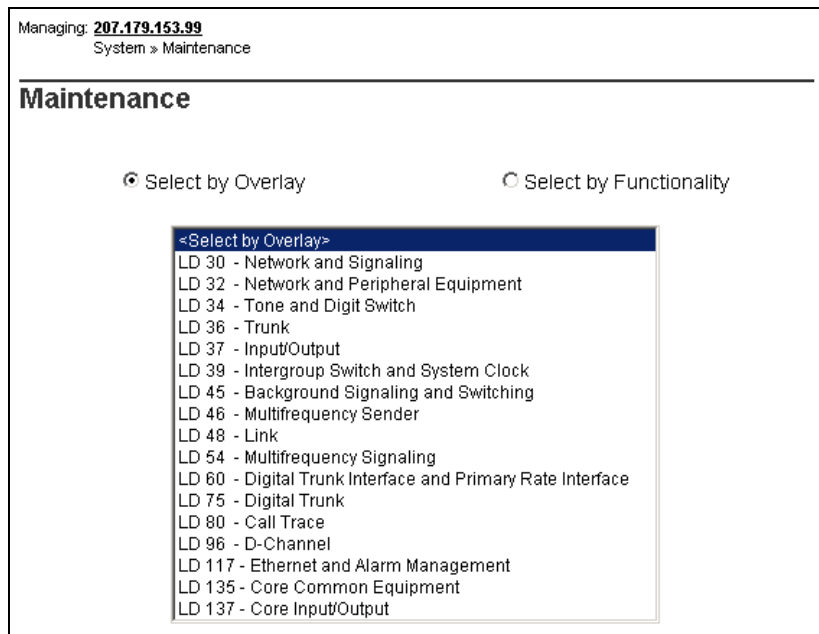 Managing: 207.179.153.99
System » Maintenance
Maintenance
Select by Overlay
Select by Functionality
<Select by Overlay>
LD 30 - Network and Signaling
LD 32 - Network and Peripheral Equipment
LD 34 - Tone and Digit Switch
LD 36 - Trunk
LD 37 - Input/Output
LD 39 - Intergroup Switch and System Clock
LD 45 - Background Signaling and Switching
LD 46 - Multifrequency Sender
LD 48 - Link
LD 54 - Multifrequency Signaling
LD 60 - Digital Trunk Interface and Primary Rate Interface
LD 75 - Digital Trunk
LD 80 - Call Trace
LD 96 - D-Channel
LD 117 - Ethernet and Alarm Management
LD 135 - Core Common Equipment
LD 137 - Core Input/Output